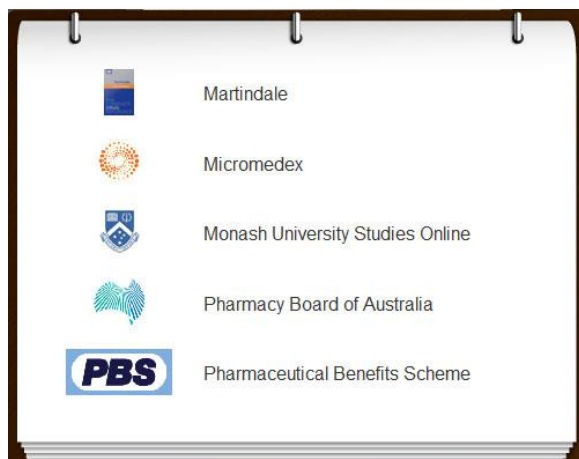 Martindale
Micromedex
Monash University Studies Online
Pharmacy Board of Australia
PBS
Pharmaceutical Benefits Scheme